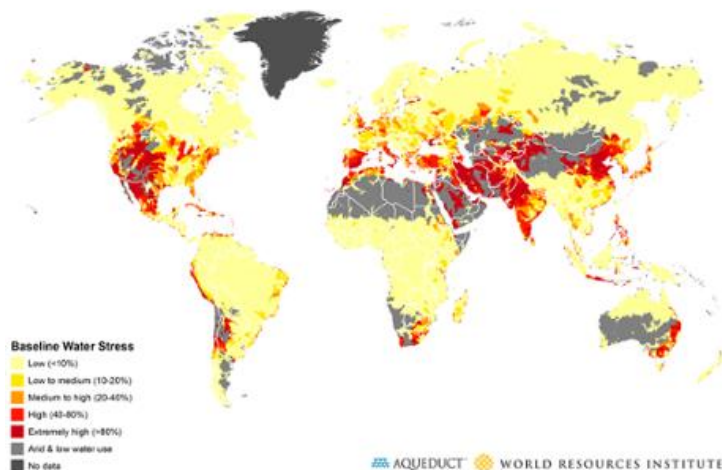 Baseline Water Stress
Low (<10%)
Low to medium (10-20%)
Medium to high (20-40%)
High (40-80%)
Extremely high (>80%)
Arid & low water use
No data
AQUEDUCT WORLD RESOURCES INSTITUTE